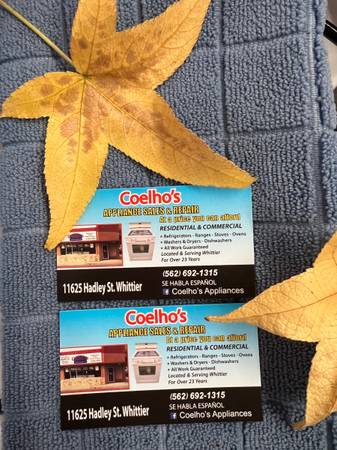 Coelho's
APPLIANCE SALES & REPAIR
At a price you can afford!
RESIDENTIAL & COMMERCIAL
• Refrigerators - Ranges - Stoves - Ovens
• Washers & Dryers - Dishwashers
• All Work Guaranteed
Located & Serving Whittier
For Over 23 Years
(562) 692-1315
SE HABLA ESPAÑOL
11625 Hadley St. Whittier
f Coelho's Appliances
Coelho's
APPLIANCE SALES & REPAIR
At a price you can afford!
RESIDENTIAL & COMMERCIAL
• Refrigerators - Ranges - Stoves - Ovens
• Washers & Dryers - Dishwashers
• All Work Guaranteed
Located & Serving Whittier
For Over 23 Years
(562) 692-1315
SE HABLA ESPAÑOL
11625 Hadley St. Whittier
f Coelho's Appliances